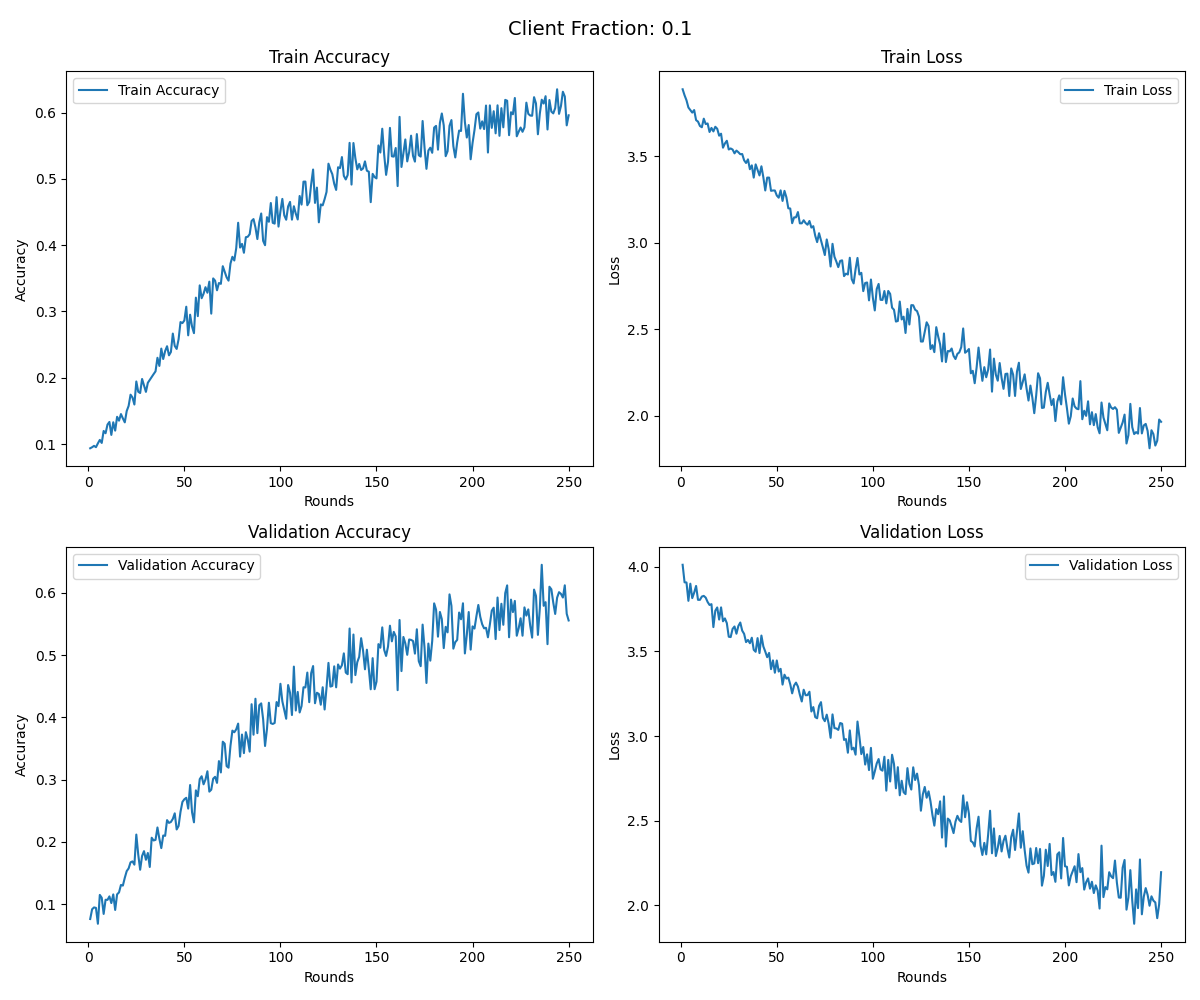 Client Fraction: 0.1
Train Accuracy
Train Accuracy
Accuracy
0.6
0.5
0.4
0.3
0.2
0.1
0 50 100 150 200 250
Rounds
Train Loss
Train Loss
Loss
3.5
3.0
2.5
2.0
0 50 100 150 200 250
Rounds
Validation Accuracy
Validation Accuracy
Accuracy
0.6
0.5
0.4
0.3
0.2
0.1
0 50 100 150 200 250
Rounds
Validation Loss
Validation Loss
Loss
4.0
3.5
3.0
2.5
2.0
0 50 100 150 200 250
Rounds